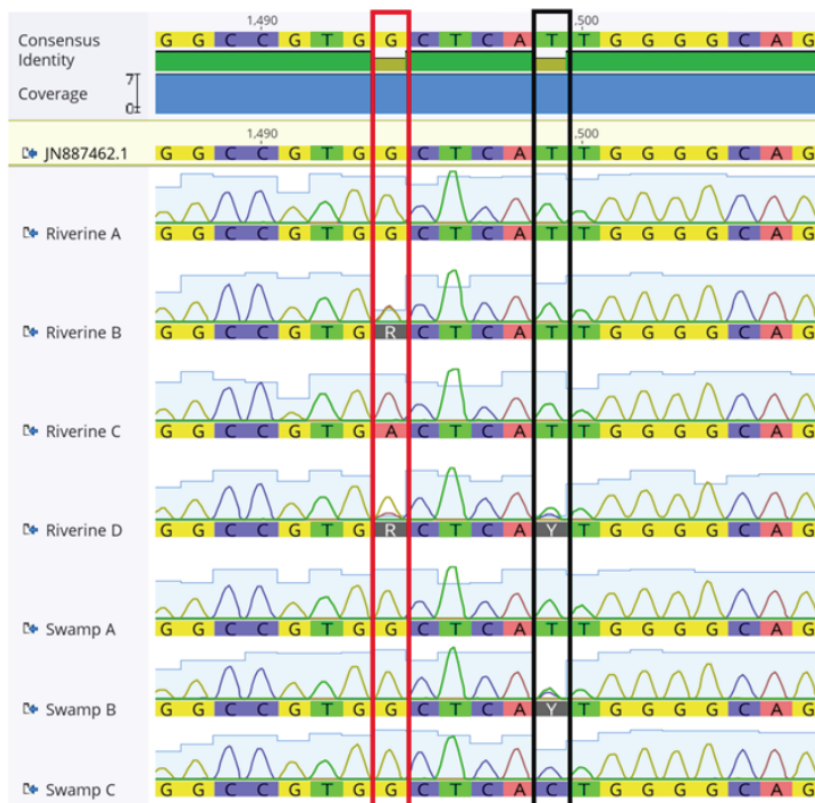 1,490 .500
Consensus G G C C G T G G C T C A T T G G G G C A G
Identity
Coverage 7
0
1,490 .500
JN887462.1 G G C C G T G G C T C A T T G G G G C A G
Riverine A G G C C G T G G C T C A T T G G G G C A G
Riverine B G G C C G T G R C T C A T T G G G G C A G
Riverine C G G C C G T G A C T C A T T G G G G C A G
Riverine D G G C C G T G R C T C A Y T G G G G C A G
Swamp A G G C C G T G G C T C A T T G G G G C A G
Swamp B G G C C G T G G C T C A Y T G G G G C A G
Swamp C G G C C G T G G C T C A C T G G G G C A G